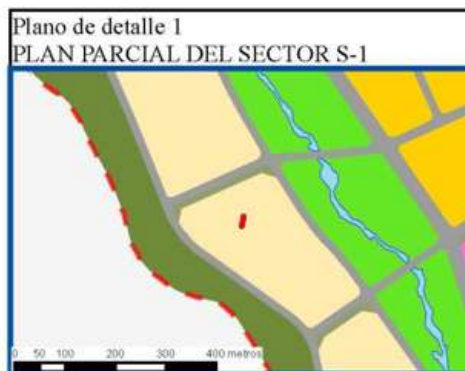 Plano de detalle 1
PLAN PARCIAL DEL SECTOR S-1
0 50 100 200 300 400 metros